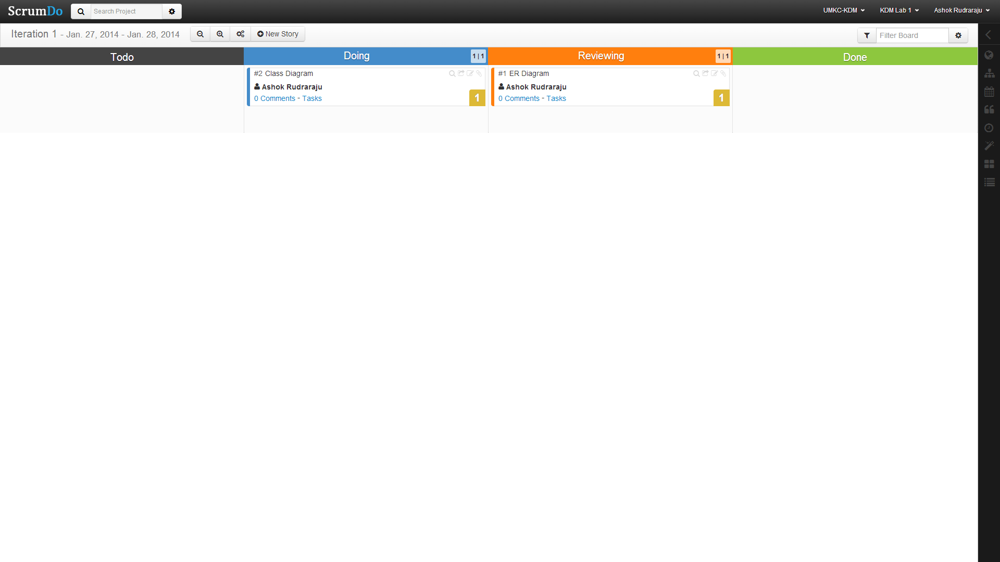 ScrumDo Search Project UMKC-KDM KDM Lab 1 Ashok Rudraraju
Iteration 1 - Jan. 27, 2014 - Jan. 28, 2014 New Story Filter Board
Todo Doing 1 | 1 Reviewing 1 | 1 Done
#2 Class Diagram
Ashok Rudraraju
0 Comments - Tasks
1
#1 ER Diagram
Ashok Rudraraju
0 Comments - Tasks
1